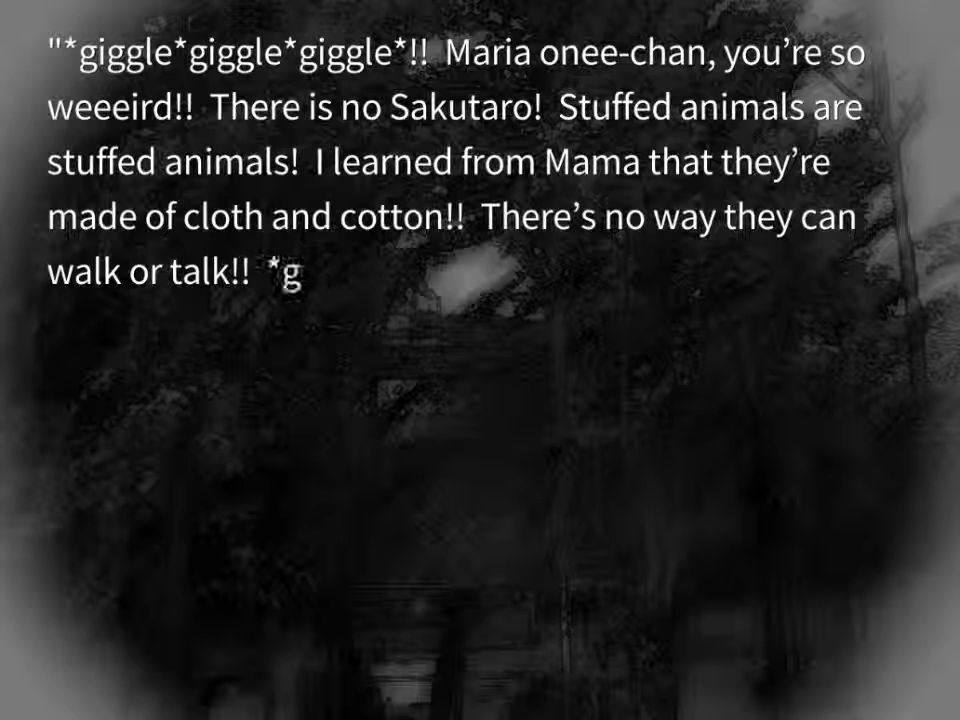 "*giggle*giggle*giggle*!!  Maria onee-chan, you’re so
weeeird!!  There is no Sakutaro!  Stuffed animals are
stuffed animals!  I learned from Mama that they’re
made of cloth and cotton!!  There’s no way they can
walk or talk!!  *g